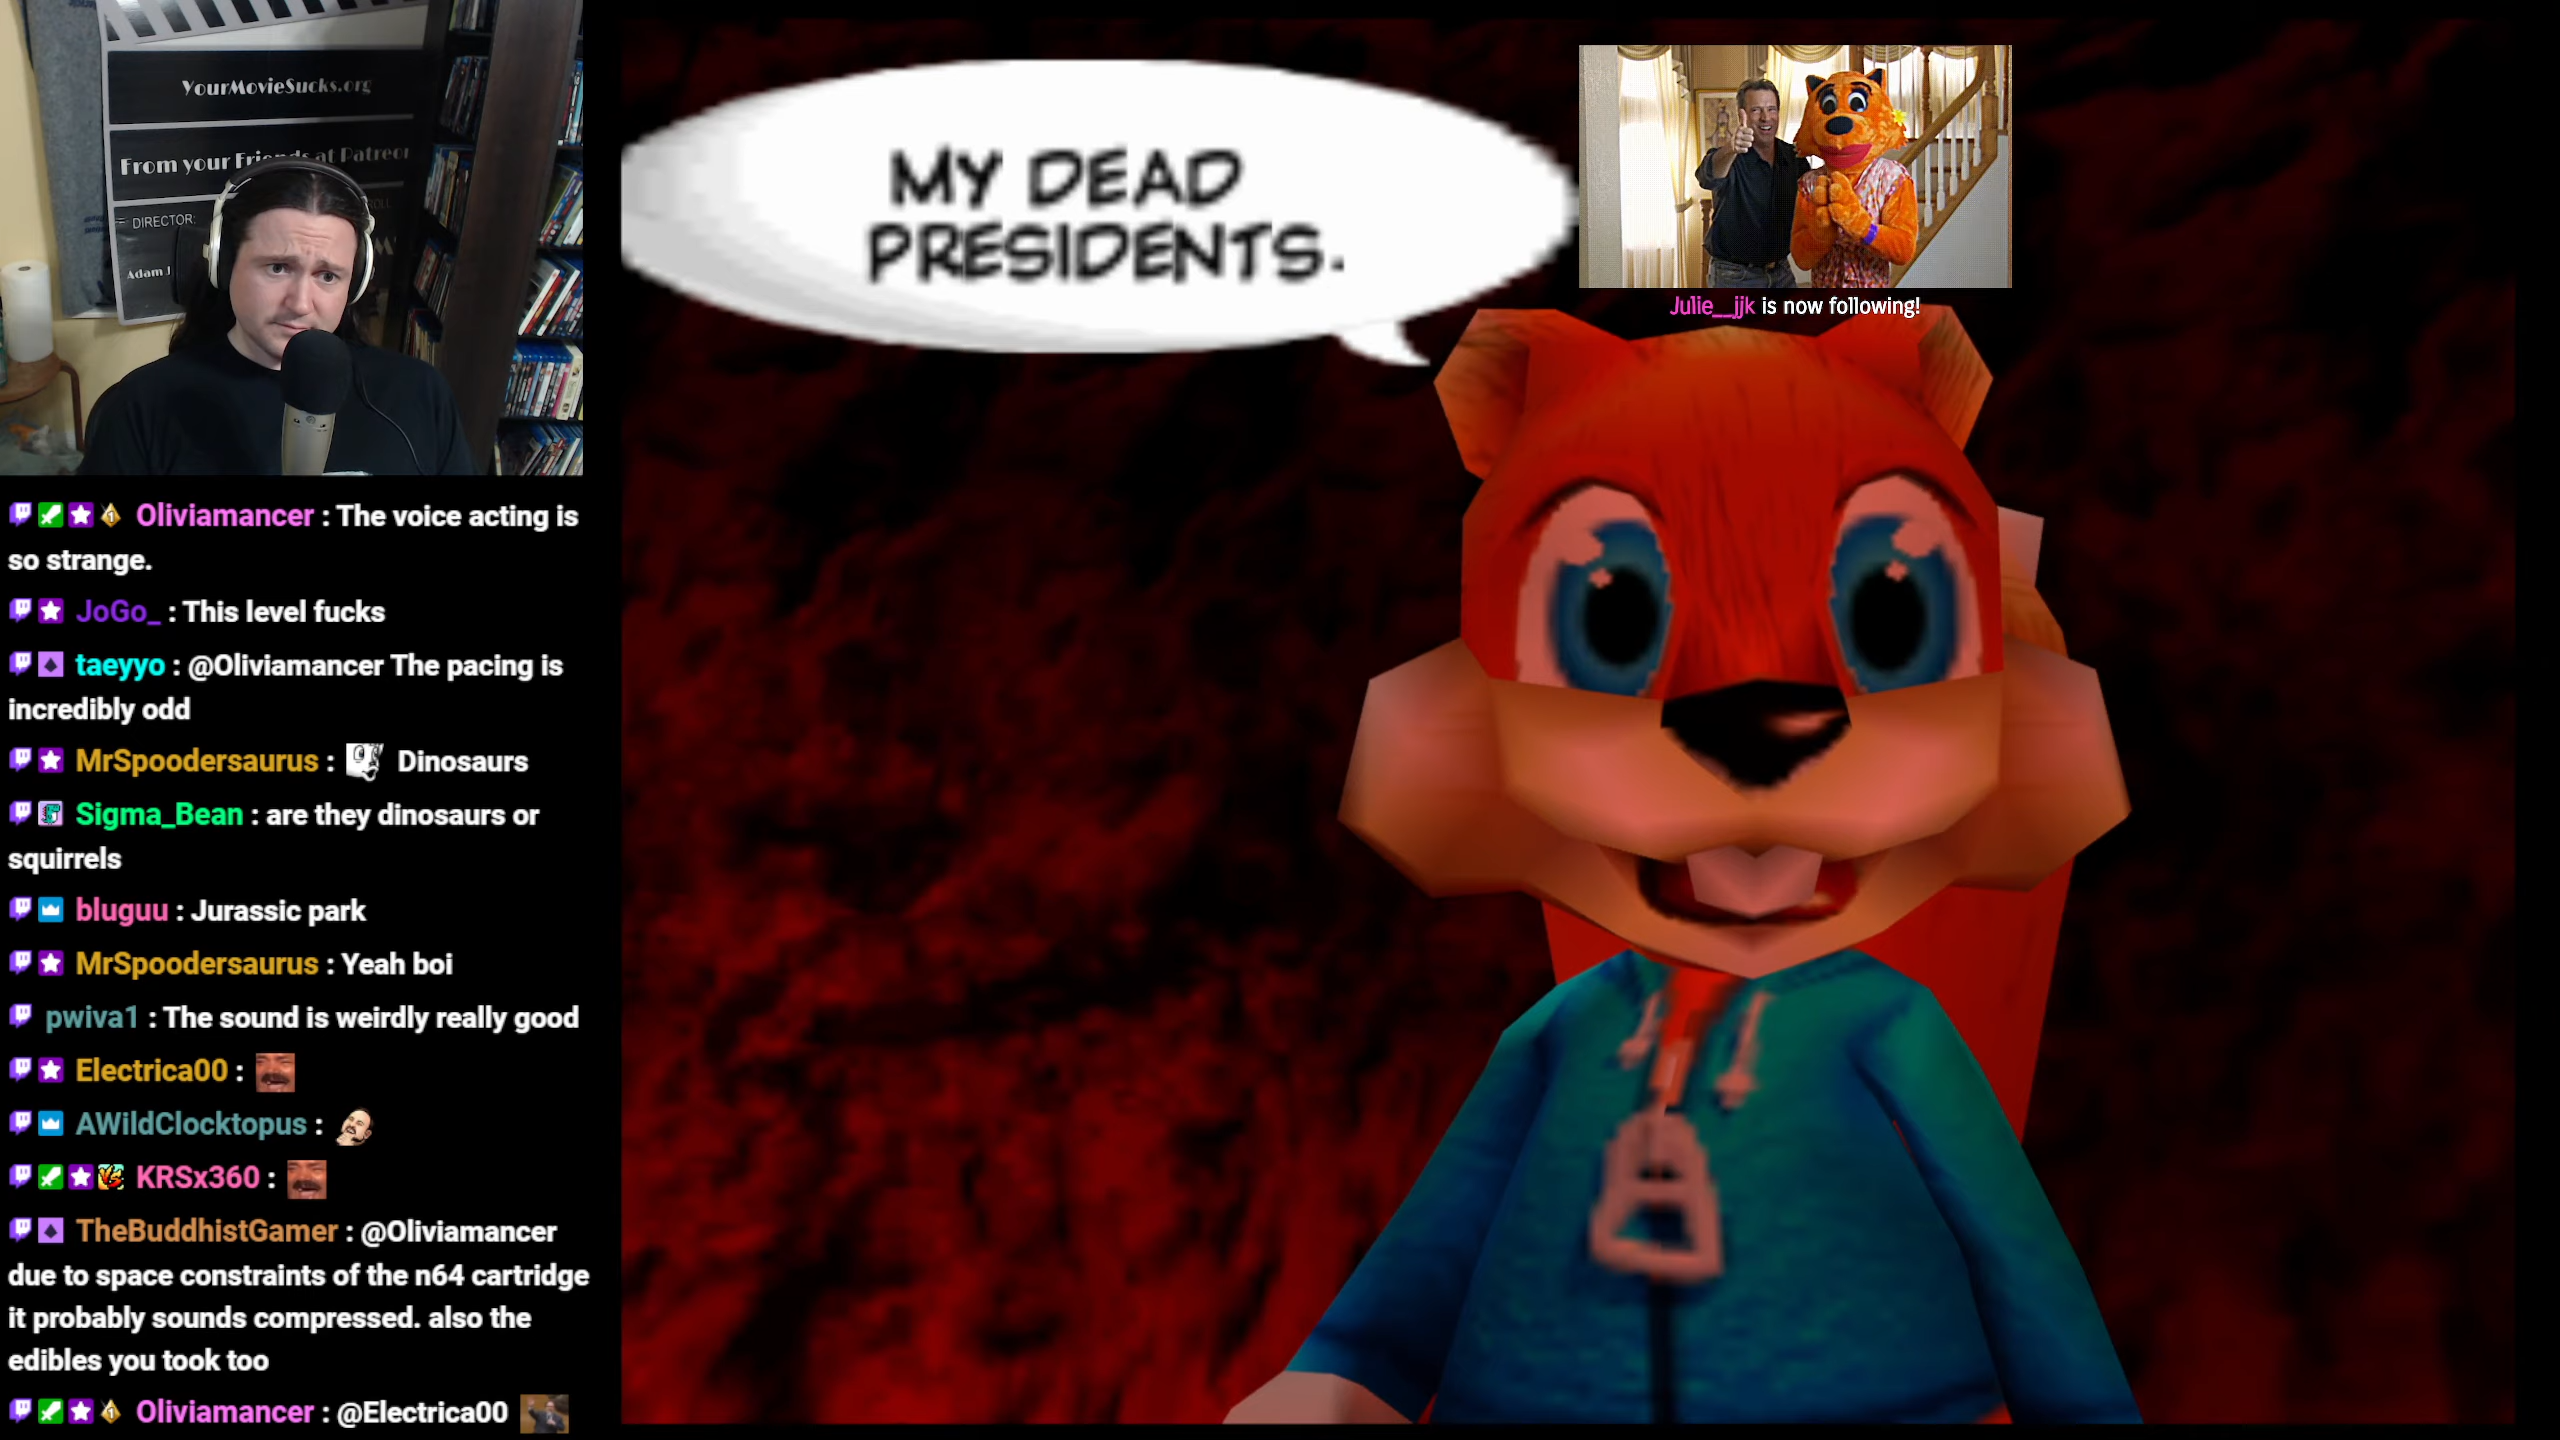 YourMovieSucks.org
From your Friends at Patreon
DIRECTOR:
Adam J
MY DEAD
PRESIDENTS.
Julie__jjk is now following!
Oliviamancer : The voice acting is
so strange.
JoGo_ : This level fucks
taeyyo : @Oliviamancer The pacing is
incredibly odd
MrSpoodersaurus : Dinosaurs
Sigma_Bean : are they dinosaurs or
squirrels
bluguu : Jurassic park
MrSpoodersaurus : Yeah boi
pwiva1 : The sound is weirdly really good
Electrica00 :
AWildClocktopus :
KRSx360 :
TheBuddhistGamer : @Oliviamancer
due to space constraints of the n64 cartridge
it probably sounds compressed. also the
edibles you took too
Oliviamancer : @Electrica00